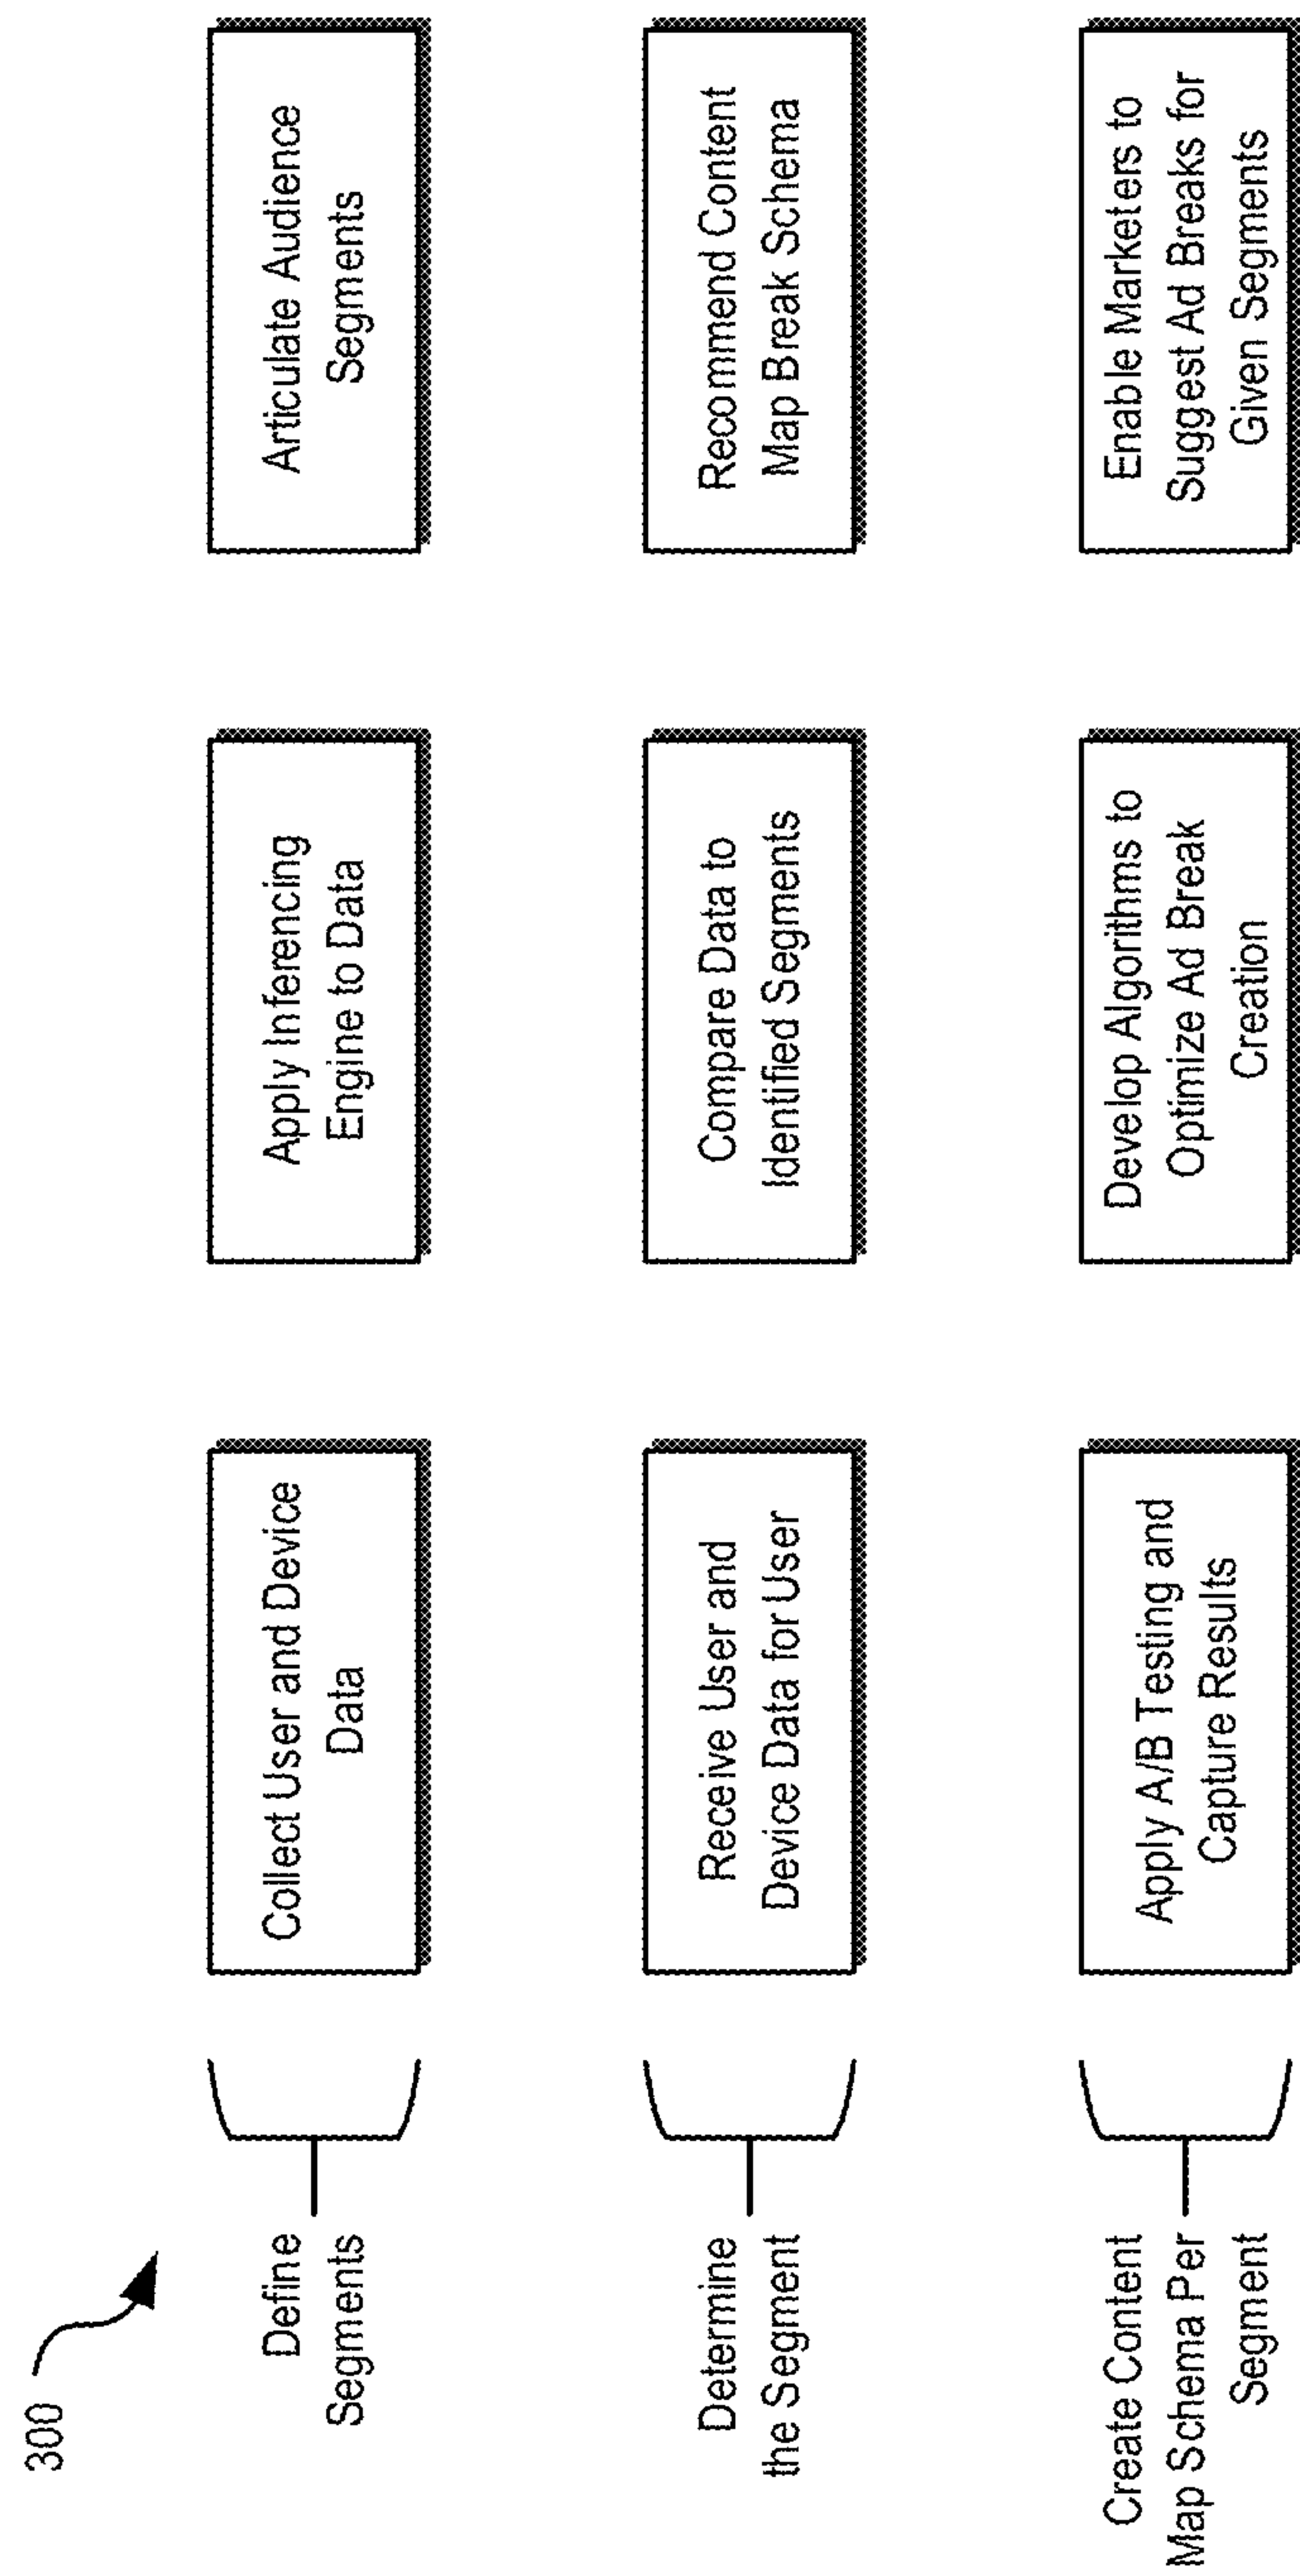 300
Define
Segments
Collect User and Device
Data
Apply Inferencing
Engine to Data
Articulate Audience
Segments
Determine
the Segment
Receive User and
Device Data for User
Compare Data to
Identified Segments
Recommend Content
Map Break Schema
Create Content
Map Schema Per
Segment
Apply A/B Testing and
Capture Results
Develop Algorithms to
Optimize Ad Break
Creation
Enable Marketers to
Suggest Ad Breaks for
Given Segments